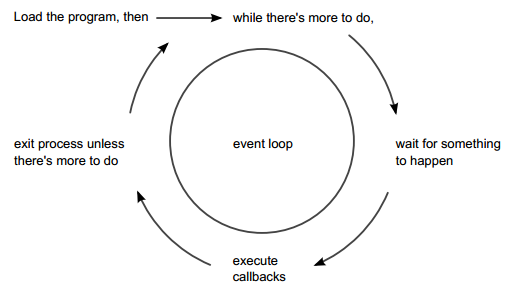 Load the program, then
while there's more to do,
wait for something
to happen
execute
callbacks
exit process unless
there's more to do
event loop